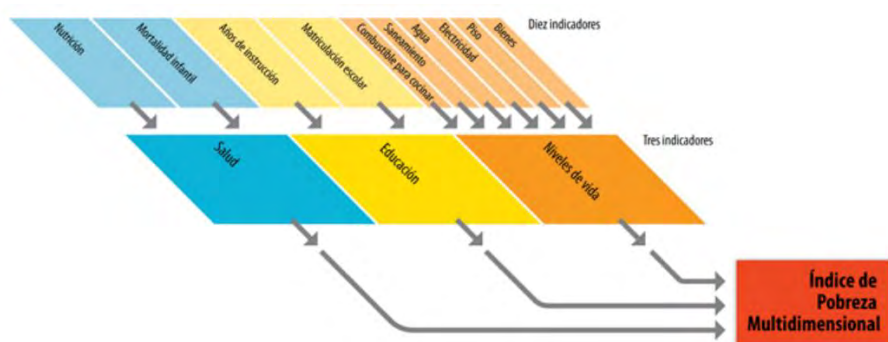 Nutrición
Mortalidad infantil
Años de instrucción
Matriculación escolar
Combustible para cocinar
Saneamiento
Agua
Electricidad
Piso
Bienes
Diez indicadores
Salud
Educación
Niveles de vida
Tres indicadores
Índice de
Pobreza
Multidimensional